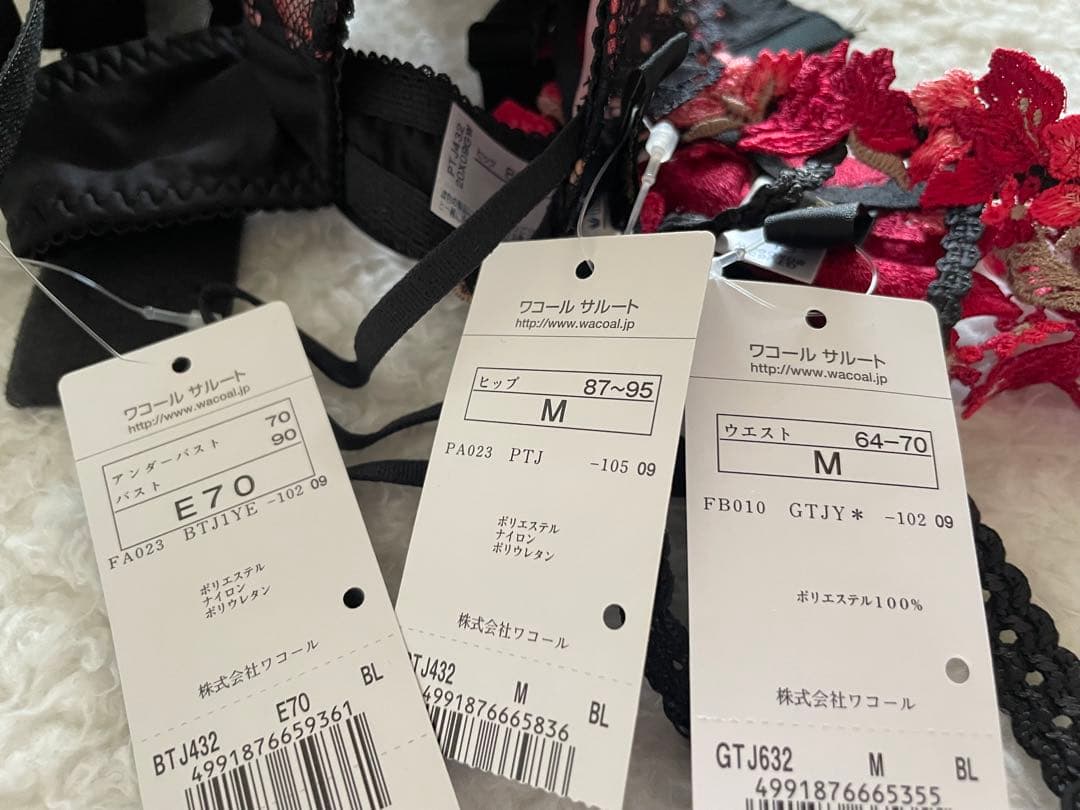 ワコール サルート
http://www.wacoal.jp
アンダーバスト 70
バスト 90
E70
FA023 BTJ1YE -102 09
ポリエステル
ナイロン
ポリウレタン
株式会社ワコール
BL
E70
BTJ432
4991876659361
ワコール サルート
http://www.wacoal.jp
ヒップ 87~95
M
PA023 PTJ -105 09
ポリエステル
ナイロン
ポリウレタン
株式会社ワコール
PTJ432 M BL
4991876665836
ワコール サルート
http://www.wacoal.jp
ウエスト 64-70
M
FB010 GTJY* -102 09
ポリエステル100%
株式会社ワコール
GTJ632 M BL
4991876665355
PTJ432
ヒップ